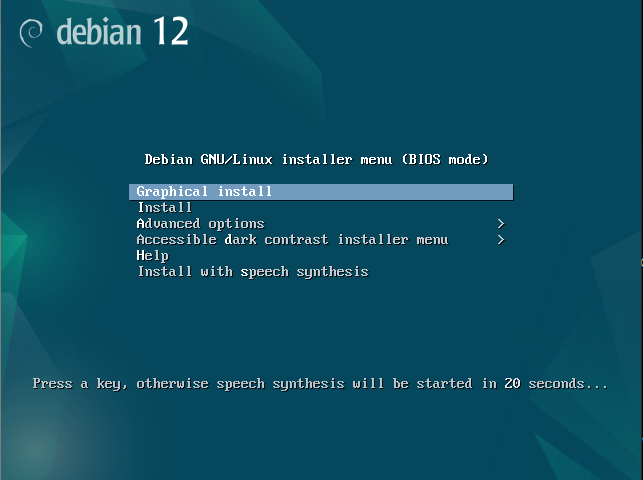 debian 12
Debian GNU/Linux installer menu (BIOS mode)
Graphical install
Install
Advanced options >
Accessible dark contrast installer menu >
Help
Install with speech synthesis
Press a key, otherwise speech synthesis will be started in 20 seconds...